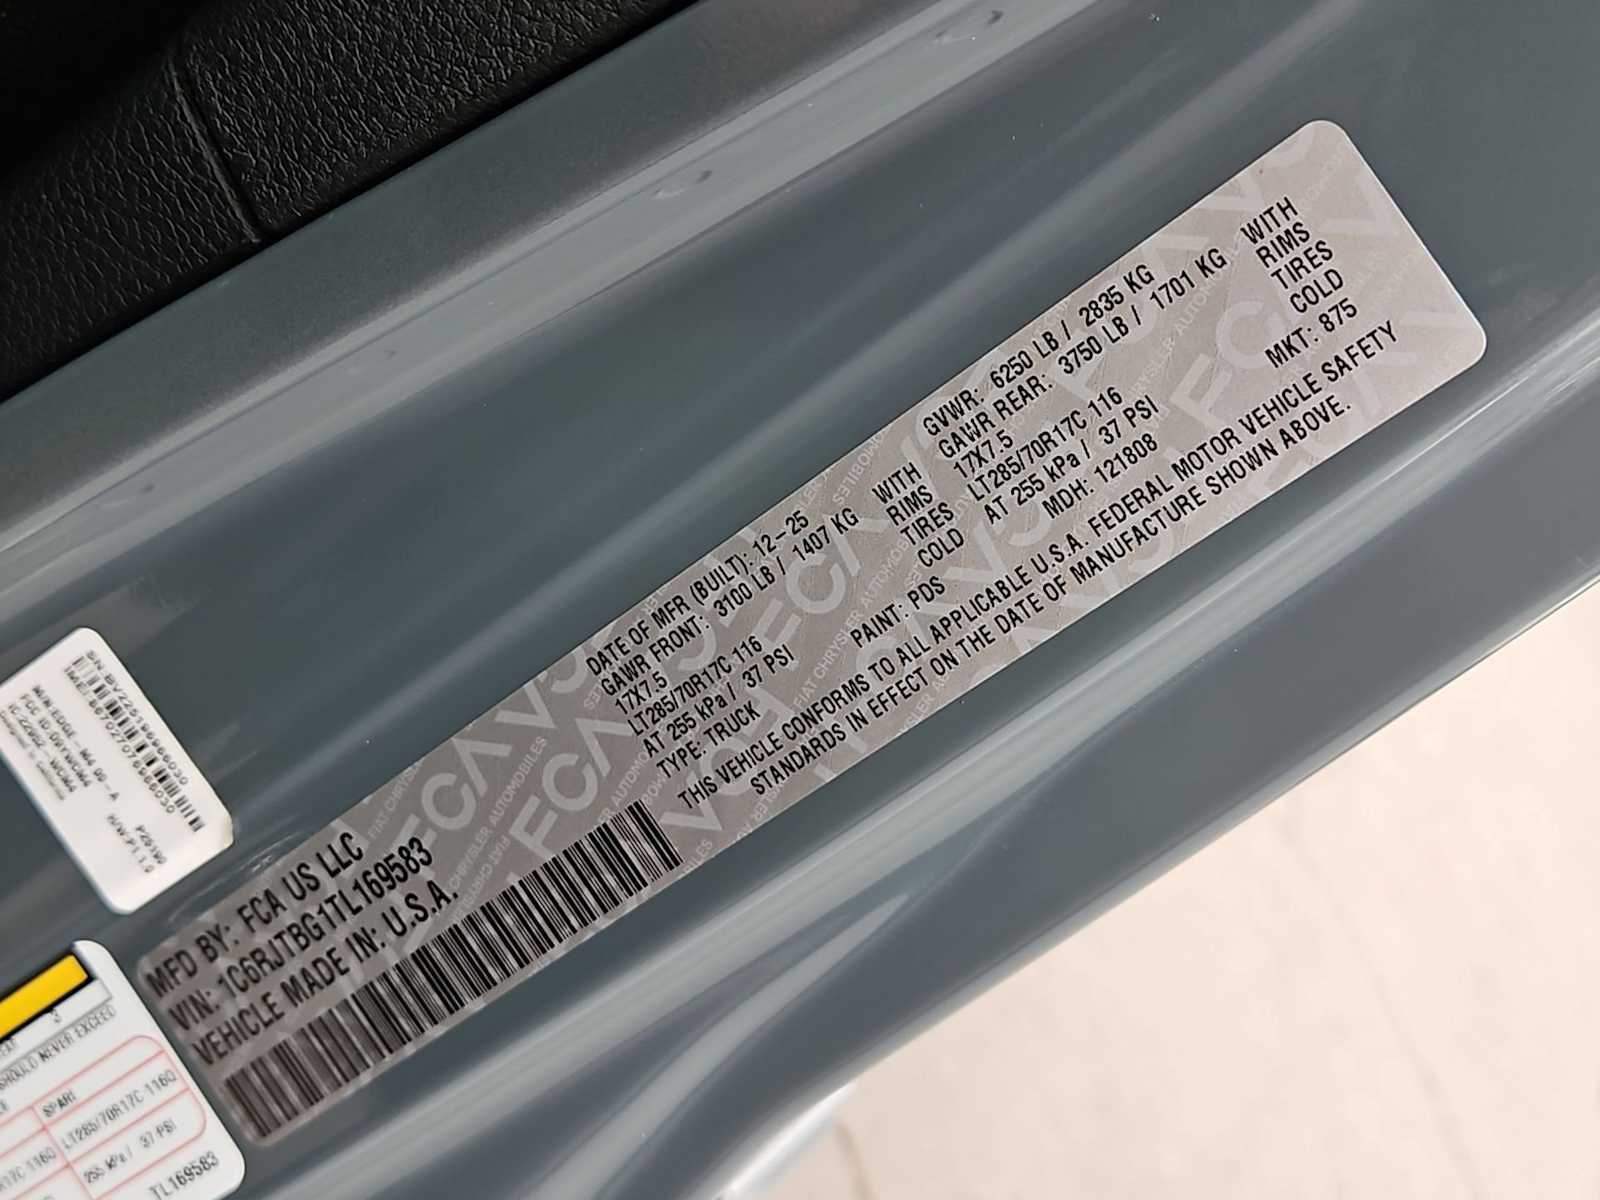 MFD BY: FCA US LLC
VIN: 1C6RJTBG1TL169583
VEHICLE MADE IN: U.S.A.
DATE OF MFR (BUILT): 12-25
GAWR FRONT: 3100 LB / 1407 KG WITH
17X7.5 RIMS
LT285/70R17C 116 TIRES
AT 255 kPa / 37 PSI COLD
TYPE: TRUCK PAINT: PDS
GVWR: 6250 LB / 2835 KG
GAWR REAR: 3750 LB / 1701 KG WITH
17X7.5 RIMS
LT285/70R17C 116 TIRES
AT 255 kPa / 37 PSI COLD
MDH: 121808 MKT: 875
THIS VEHICLE CONFORMS TO ALL APPLICABLE U.S.A. FEDERAL MOTOR VEHICLE SAFETY
STANDARDS IN EFFECT ON THE DATE OF MANUFACTURE SHOWN ABOVE.
3
SHOULD NEVER EXCEED
LT285/70R17C 116Q
255 kPa / 37 PSI
TL169583